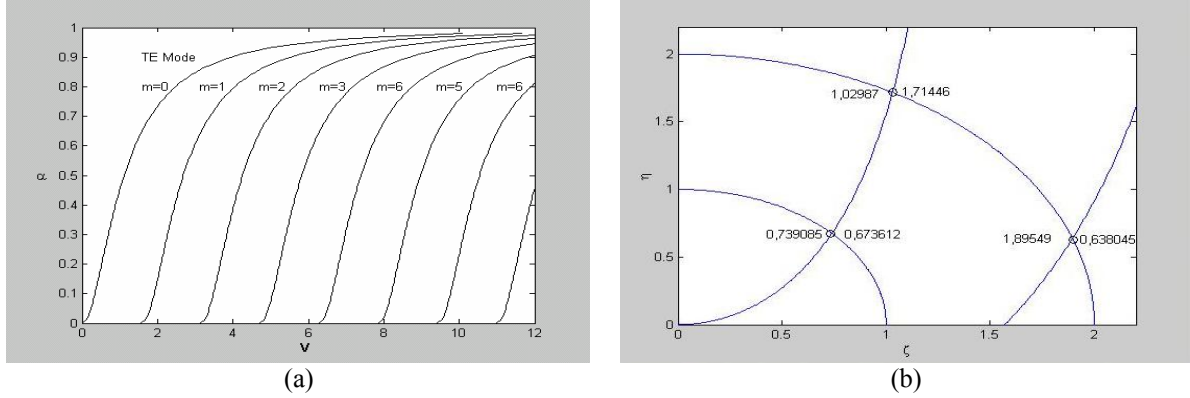 1
0.9
0.8
0.7
0.6
0.5
0.4
0.3
0.2
0.1
0
TE Mode
m=0 m=1 m=2 m=3 m=6 m=5 m=6
α
0 2 4 6 8 10 12
V
(a)
2
1.5
1
0.5
0
η
1,02987 1,71446
0,739085 0,673612
1,89549 0,638045
0 0.5 1 1.5 2
ζ
(b)